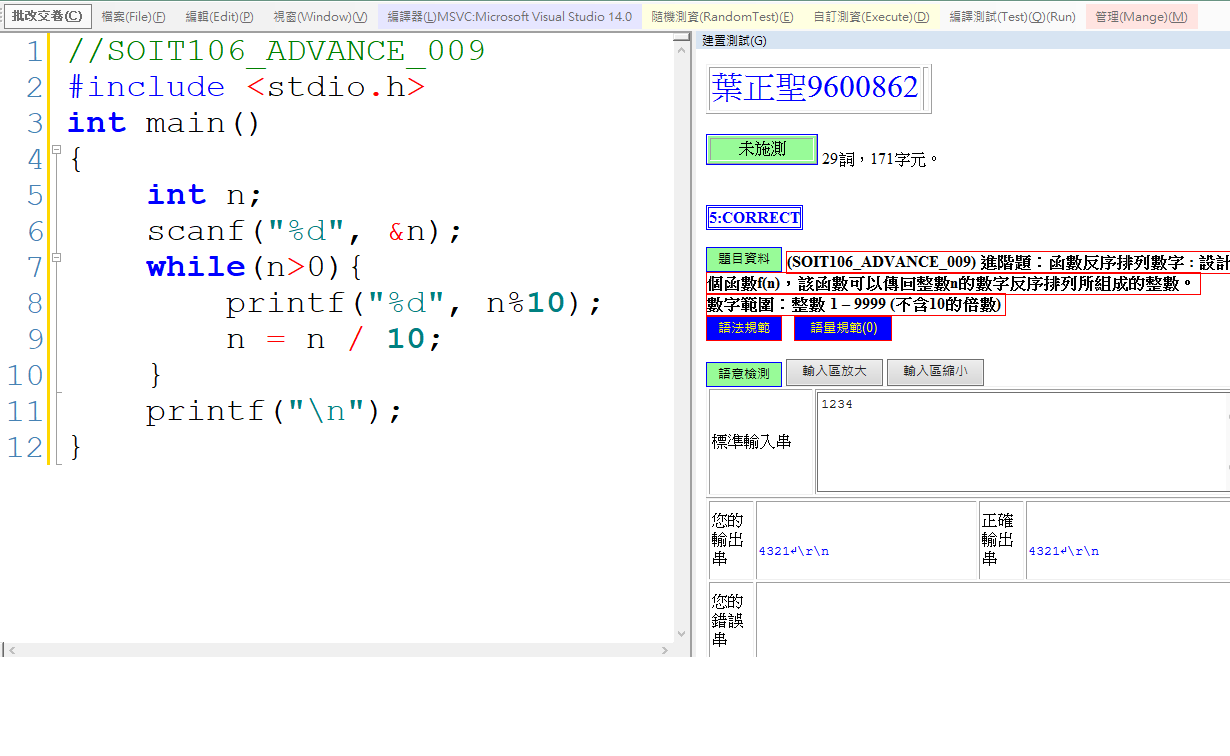 批改交卷(C) 檔案(File)(F) 編輯(Edit)(P) 視窗(Window)(V) 編譯器(L)MSVC:Microsoft Visual Studio 14.0 隨機測資(RandomTest)(E) 自訂測資(Execute)(D) 編譯測試(Test)(Q)(Run) 管理(Mange)(M)
1 //SOIT106_ADVANCE_009
2 #include <stdio.h>
3 int main()
4 {
5 int n;
6 scanf("%d", &n);
7 while(n>0){
8 printf("%d", n%10);
9 n = n / 10;
10 }
11 printf("\n");
12 }
建置測試(G)
葉正聖9600862
未施測 29詞，171字元。
5:CORRECT
題目資料 (SOIT106_ADVANCE_009) 進階題：函數反序排列數字 : 設計
個函數f(n)，該函數可以傳回整數n的數字反序排列所組成的整數。
數字範圍：整數 1 – 9999 (不含10的倍數)
語法規範 語量規範(0)
語意檢測 輸入區放大 輸入區縮小
標準輸入串 1234
您的輸出串 4321↵\r\n 正確輸出串 4321↵\r\n
您的錯誤串